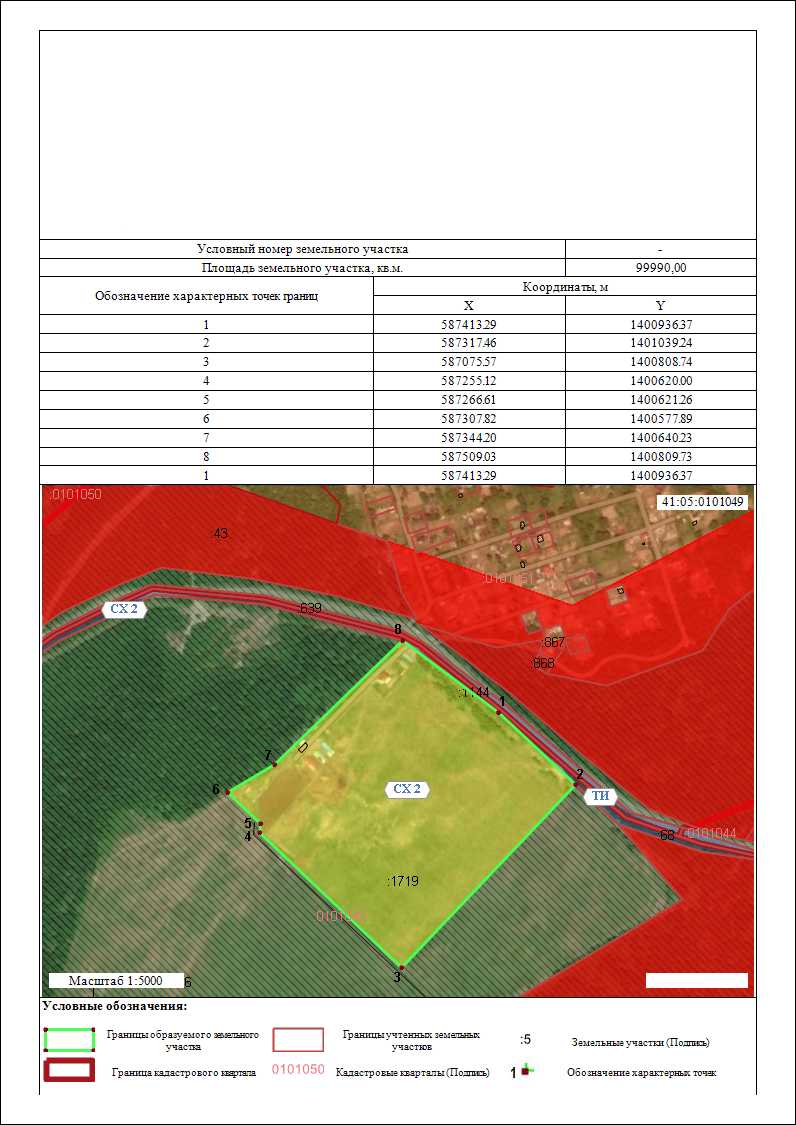 Условный номер земельного участка -
Площадь земельного участка, кв.м. 99990,00
Обозначение характерных точек границ Координаты, м
X Y
1 587413.29 1400936.37
2 587317.46 1401039.24
3 587075.57 1400808.74
4 587255.12 1400620.00
5 587266.61 1400621.26
6 587307.82 1400577.89
7 587344.20 1400640.23
8 587509.03 1400809.73
1 587413.29 1400936.37
:0101050
41:05:0101049
:43
СХ 2
:639
8
:867
:868
:1144
1
7
2
6
СХ 2
ТИ
5
4
:68
:0101044
:1719
3
Масштаб 1:5000
6
Условные обозначения:
Границы образуемого земельного
участка
Границы учтенных земельных
участков
:5
Земельные участки (Подпись)
Граница кадастрового квартала
0101050
Кадастровые кварталы (Подпись)
1
Обозначение характерных точек